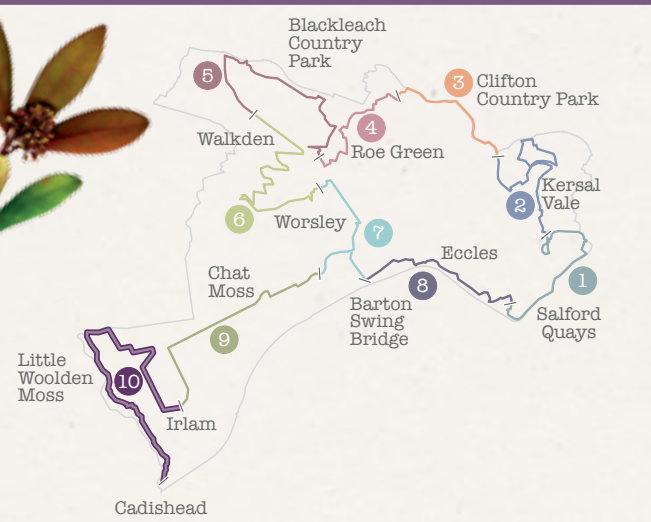 Blackleach
Country
Park
5
3 Clifton
Country Park
Walkden
4
Roe Green
Kersal
Vale
2
6
Worsley
7
Eccles
Chat
Moss
8
1
Barton
Swing
Bridge
Salford
Quays
9
Little
Woolden
Moss
10
Irlam
Cadishead